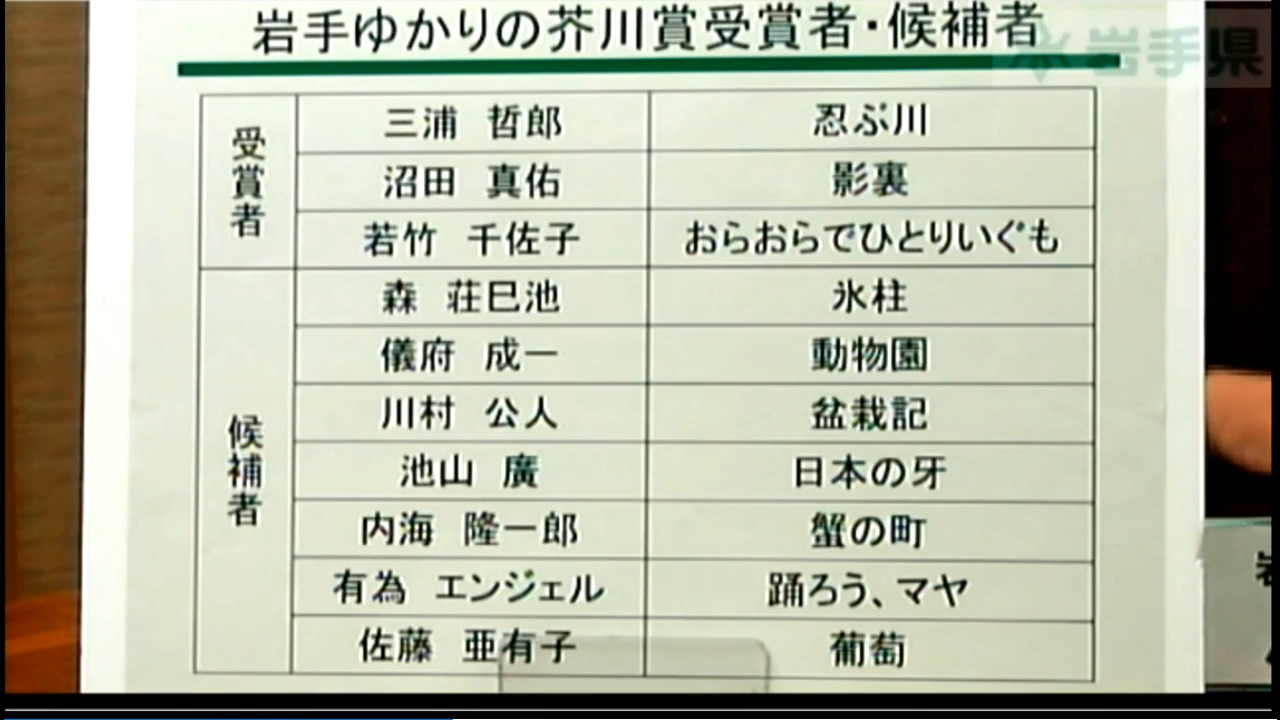 岩手ゆかりの芥川賞受賞者・候補者
岩手県
受賞者
三浦 哲郎 忍ぶ川
沼田 真佑 影裏
若竹 千佐子 おらおらでひとりいぐも
候補者
森 荘巳池 氷柱
儀府 成一 動物園
川村 公人 盆栽記
池山 廣 日本の牙
内海 隆一郎 蟹の町
有為 エンジェル 踊ろう、マヤ
佐藤 亜有子 葡萄